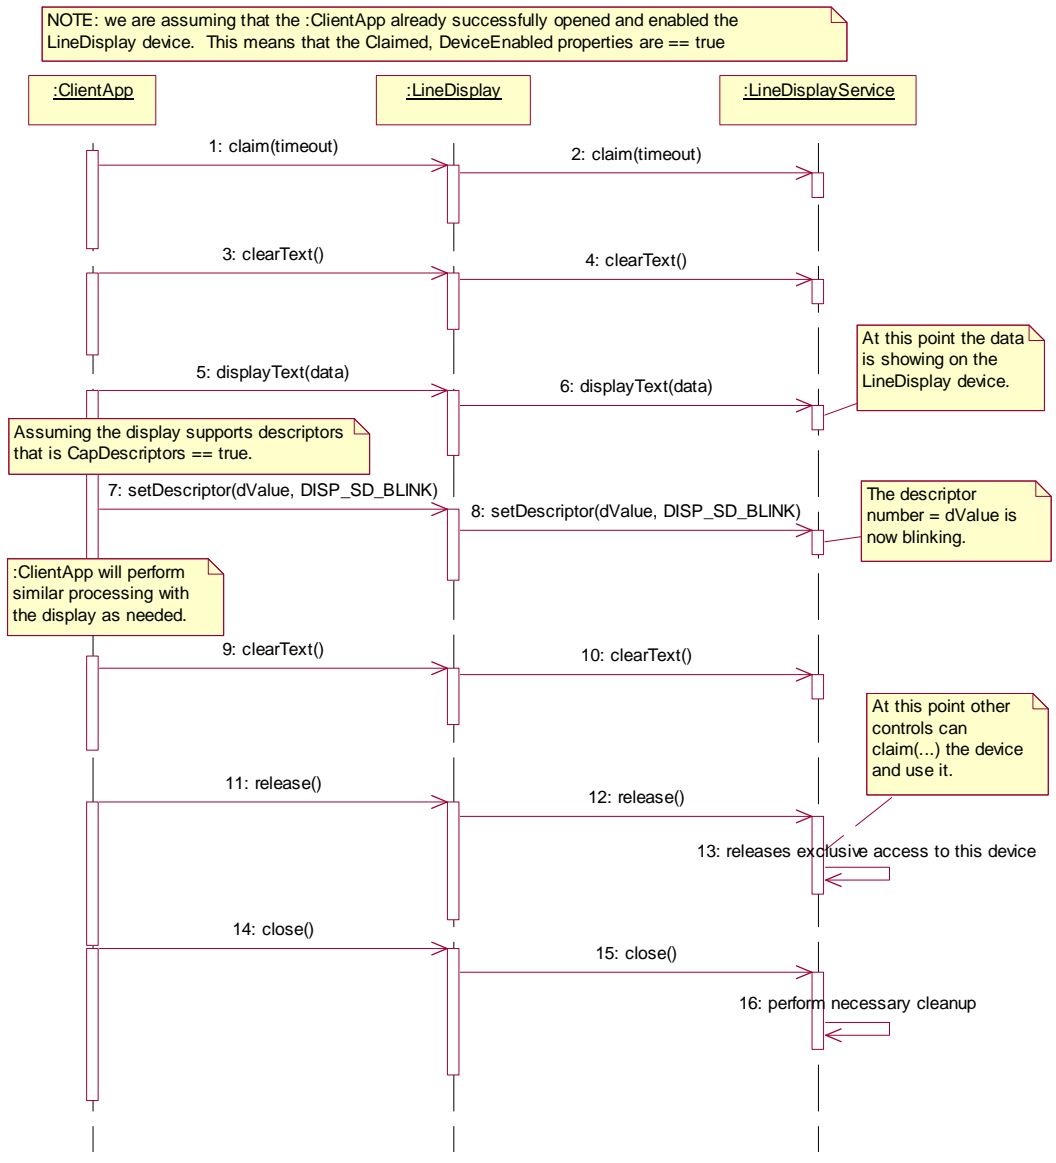 NOTE: we are assuming that the :ClientApp already successfully opened and enabled the
LineDisplay device.  This means that the Claimed, DeviceEnabled properties are == true
:ClientApp
:LineDisplay
:LineDisplayService
1: claim(timeout)
2: claim(timeout)
3: clearText()
4: clearText()
At this point the data
is showing on the
LineDisplay device.
5: displayText(data)
6: displayText(data)
Assuming the display supports descriptors
that is CapDescriptors == true.
7: setDescriptor(dValue, DISP_SD_BLINK)
8: setDescriptor(dValue, DISP_SD_BLINK)
The descriptor
number = dValue is
now blinking.
:ClientApp will perform
similar processing with
the display as needed.
9: clearText()
10: clearText()
At this point other
controls can
claim(...) the device
and use it.
11: release()
12: release()
13: releases exclusive access to this device
14: close()
15: close()
16: perform necessary cleanup